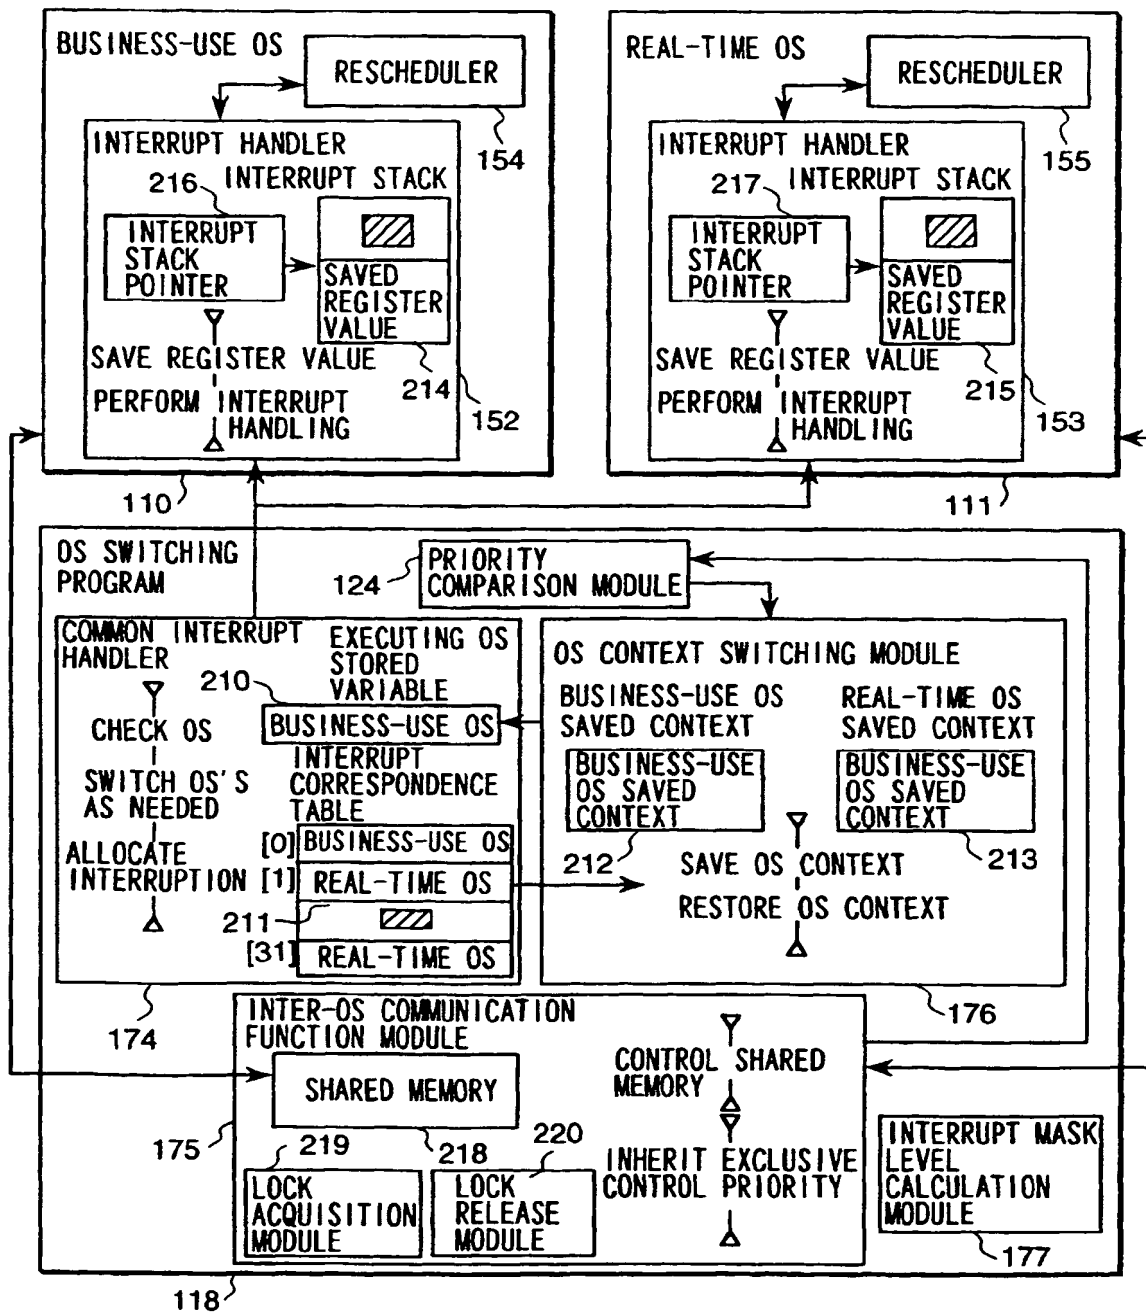 BUSINESS-USE OS
RESCHEDULER
154
INTERRUPT HANDLER
216
INTERRUPT STACK
INTERRUPT
STACK
POINTER
SAVED
REGISTER
VALUE
SAVE REGISTER VALUE
214
PERFORM INTERRUPT
HANDLING
152
110
REAL-TIME OS
RESCHEDULER
155
INTERRUPT HANDLER
217
INTERRUPT STACK
INTERRUPT
STACK
POINTER
SAVED
REGISTER
VALUE
SAVE REGISTER VALUE
215
PERFORM INTERRUPT
HANDLING
153
111
OS SWITCHING
PROGRAM
124
PRIORITY
COMPARISON MODULE
COMMON INTERRUPT
HANDLER
EXECUTING OS
STORED
VARIABLE
210
BUSINESS-USE OS
CHECK OS
INTERRUPT
CORRESPONDENCE
TABLE
SWITCH OS'S
AS NEEDED
[0] BUSINESS-USE OS
ALLOCATE
INTERRUPTION
[1] REAL-TIME OS
211
[31] REAL-TIME OS
174
OS CONTEXT SWITCHING MODULE
BUSINESS-USE OS
SAVED CONTEXT
REAL-TIME OS
SAVED CONTEXT
BUSINESS-USE
OS SAVED
CONTEXT
BUSINESS-USE
OS SAVED
CONTEXT
212
213
SAVE OS CONTEXT
RESTORE OS CONTEXT
176
INTER-OS COMMUNICATION
FUNCTION MODULE
SHARED MEMORY
CONTROL SHARED
MEMORY
175
219
218
220
LOCK
ACQUISITION
MODULE
LOCK
RELEASE
MODULE
INHERIT EXCLUSIVE
CONTROL PRIORITY
INTERRUPT MASK
LEVEL
CALCULATION
MODULE
177
118